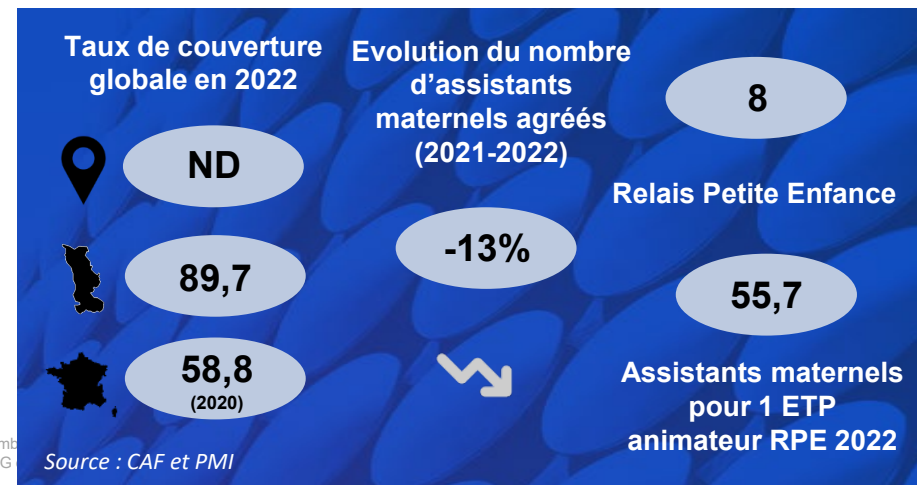 Taux de couverture
globale en 2022
ND
89,7
58,8
(2020)
Evolution du nombre
d’assistants
maternels agréés
(2021-2022)
-13%
8
Relais Petite Enfance
55,7
Assistants maternels
pour 1 ETP
animateur RPE 2022
Source : CAF et PMI